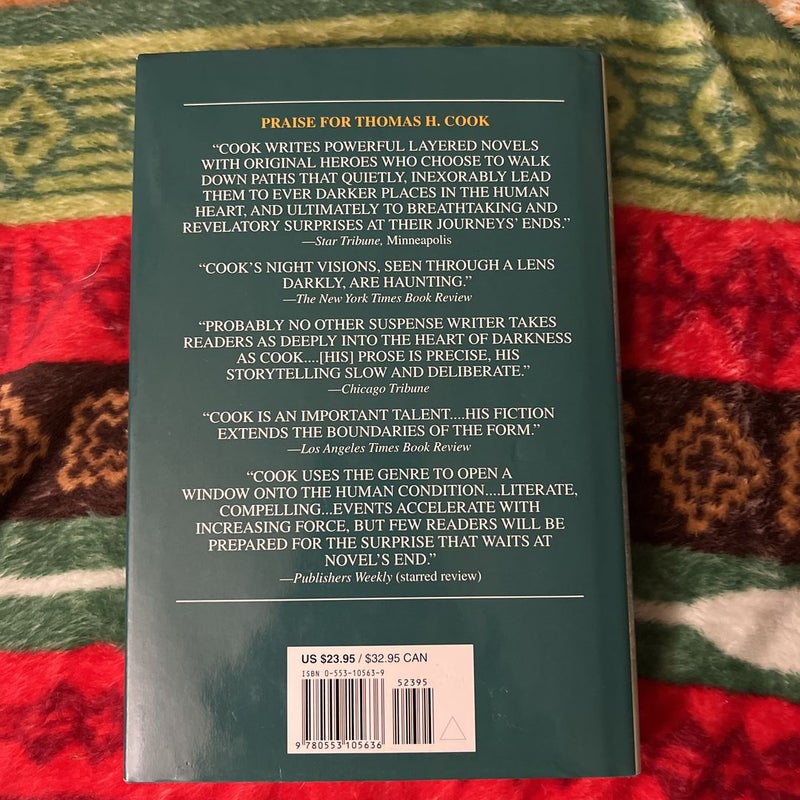 PRAISE FOR THOMAS H. COOK
“COOK WRITES POWERFUL LAYERED NOVELS
WITH ORIGINAL HEROES WHO CHOOSE TO WALK
DOWN PATHS THAT QUIETLY, INEXORABLY LEAD
THEM TO EVER DARKER PLACES IN THE HUMAN
HEART, AND ULTIMATELY TO BREATHTAKING AND
REVELATORY SURPRISES AT THEIR JOURNEYS’ ENDS.”
—Star Tribune, Minneapolis
“COOK’S NIGHT VISIONS, SEEN THROUGH A LENS
DARKLY, ARE HAUNTING.”
—The New York Times Book Review
“PROBABLY NO OTHER SUSPENSE WRITER TAKES
READERS AS DEEPLY INTO THE HEART OF DARKNESS
AS COOK....[HIS] PROSE IS PRECISE, HIS
STORYTELLING SLOW AND DELIBERATE.”
—Chicago Tribune
“COOK IS AN IMPORTANT TALENT....HIS FICTION
EXTENDS THE BOUNDARIES OF THE FORM.”
—Los Angeles Times Book Review
“COOK USES THE GENRE TO OPEN A
WINDOW ONTO THE HUMAN CONDITION....LITERATE,
COMPELLING...EVENTS ACCELERATE WITH
INCREASING FORCE, BUT FEW READERS WILL BE
PREPARED FOR THE SURPRISE THAT WAITS AT
NOVEL’S END.”
—Publishers Weekly (starred review)
US $23.95 / $32.95 CAN
ISBN 0-553-10563-9
52395
9 780553 105636